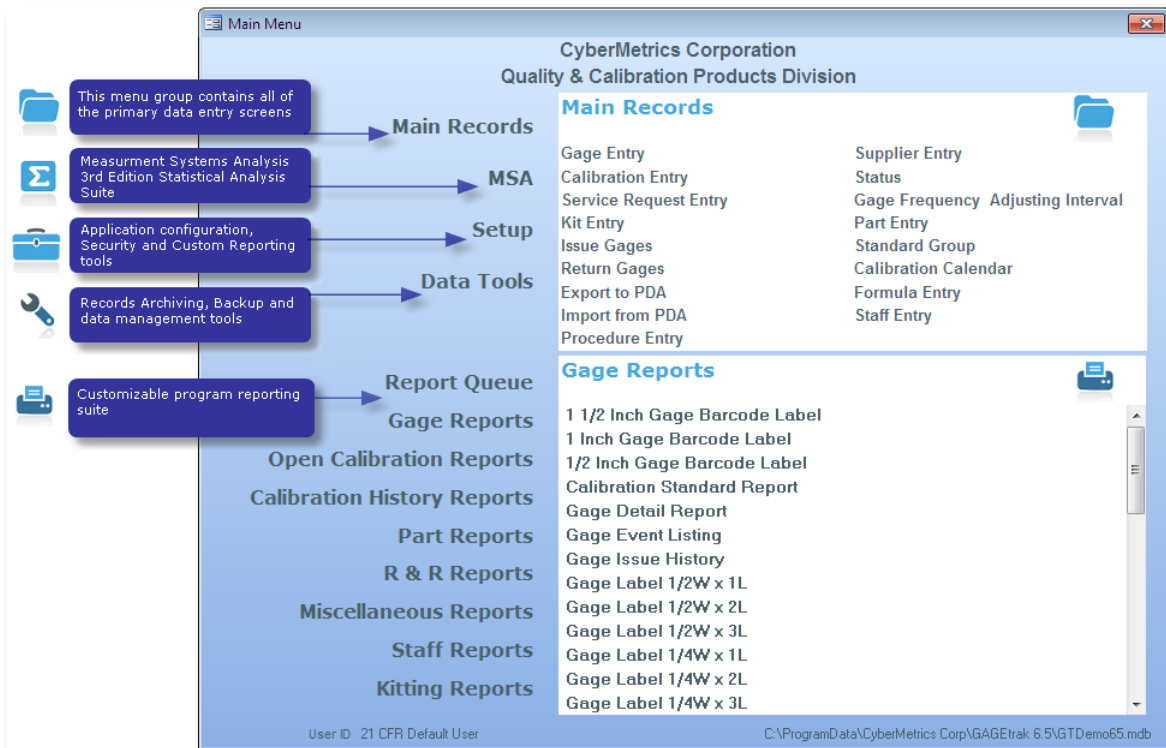 Main Menu
CyberMetrics Corporation
Quality & Calibration Products Division
This menu group contains all of
the primary data entry screens
Measurment Systems Analysis
3rd Edition Statistical Analysis
Suite
Application configuration,
Security and Custom Reporting
tools
Records Archiving, Backup and
data management tools
Customizable program reporting
suite
Main Records
MSA
Setup
Data Tools
Report Queue
Gage Reports
Open Calibration Reports
Calibration History Reports
Part Reports
R & R Reports
Miscellaneous Reports
Staff Reports
Kitting Reports
Main Records
Gage Entry
Calibration Entry
Service Request Entry
Kit Entry
Issue Gages
Return Gages
Export to PDA
Import from PDA
Procedure Entry
Supplier Entry
Status
Gage Frequency Adjusting Interval
Part Entry
Standard Group
Calibration Calendar
Formula Entry
Staff Entry
Gage Reports
1 1/2 Inch Gage Barcode Label
1 Inch Gage Barcode Label
1/2 Inch Gage Barcode Label
Calibration Standard Report
Gage Detail Report
Gage Event Listing
Gage Issue History
Gage Label 1/2W x 1L
Gage Label 1/2W x 2L
Gage Label 1/2W x 3L
Gage Label 1/4W x 1L
Gage Label 1/4W x 2L
Gage Label 1/4W x 3L
User ID 21 CFR Default User
C:\ProgramData\CyberMetrics Corp\GAGEtrak 6.5\GTDemo65.mdb